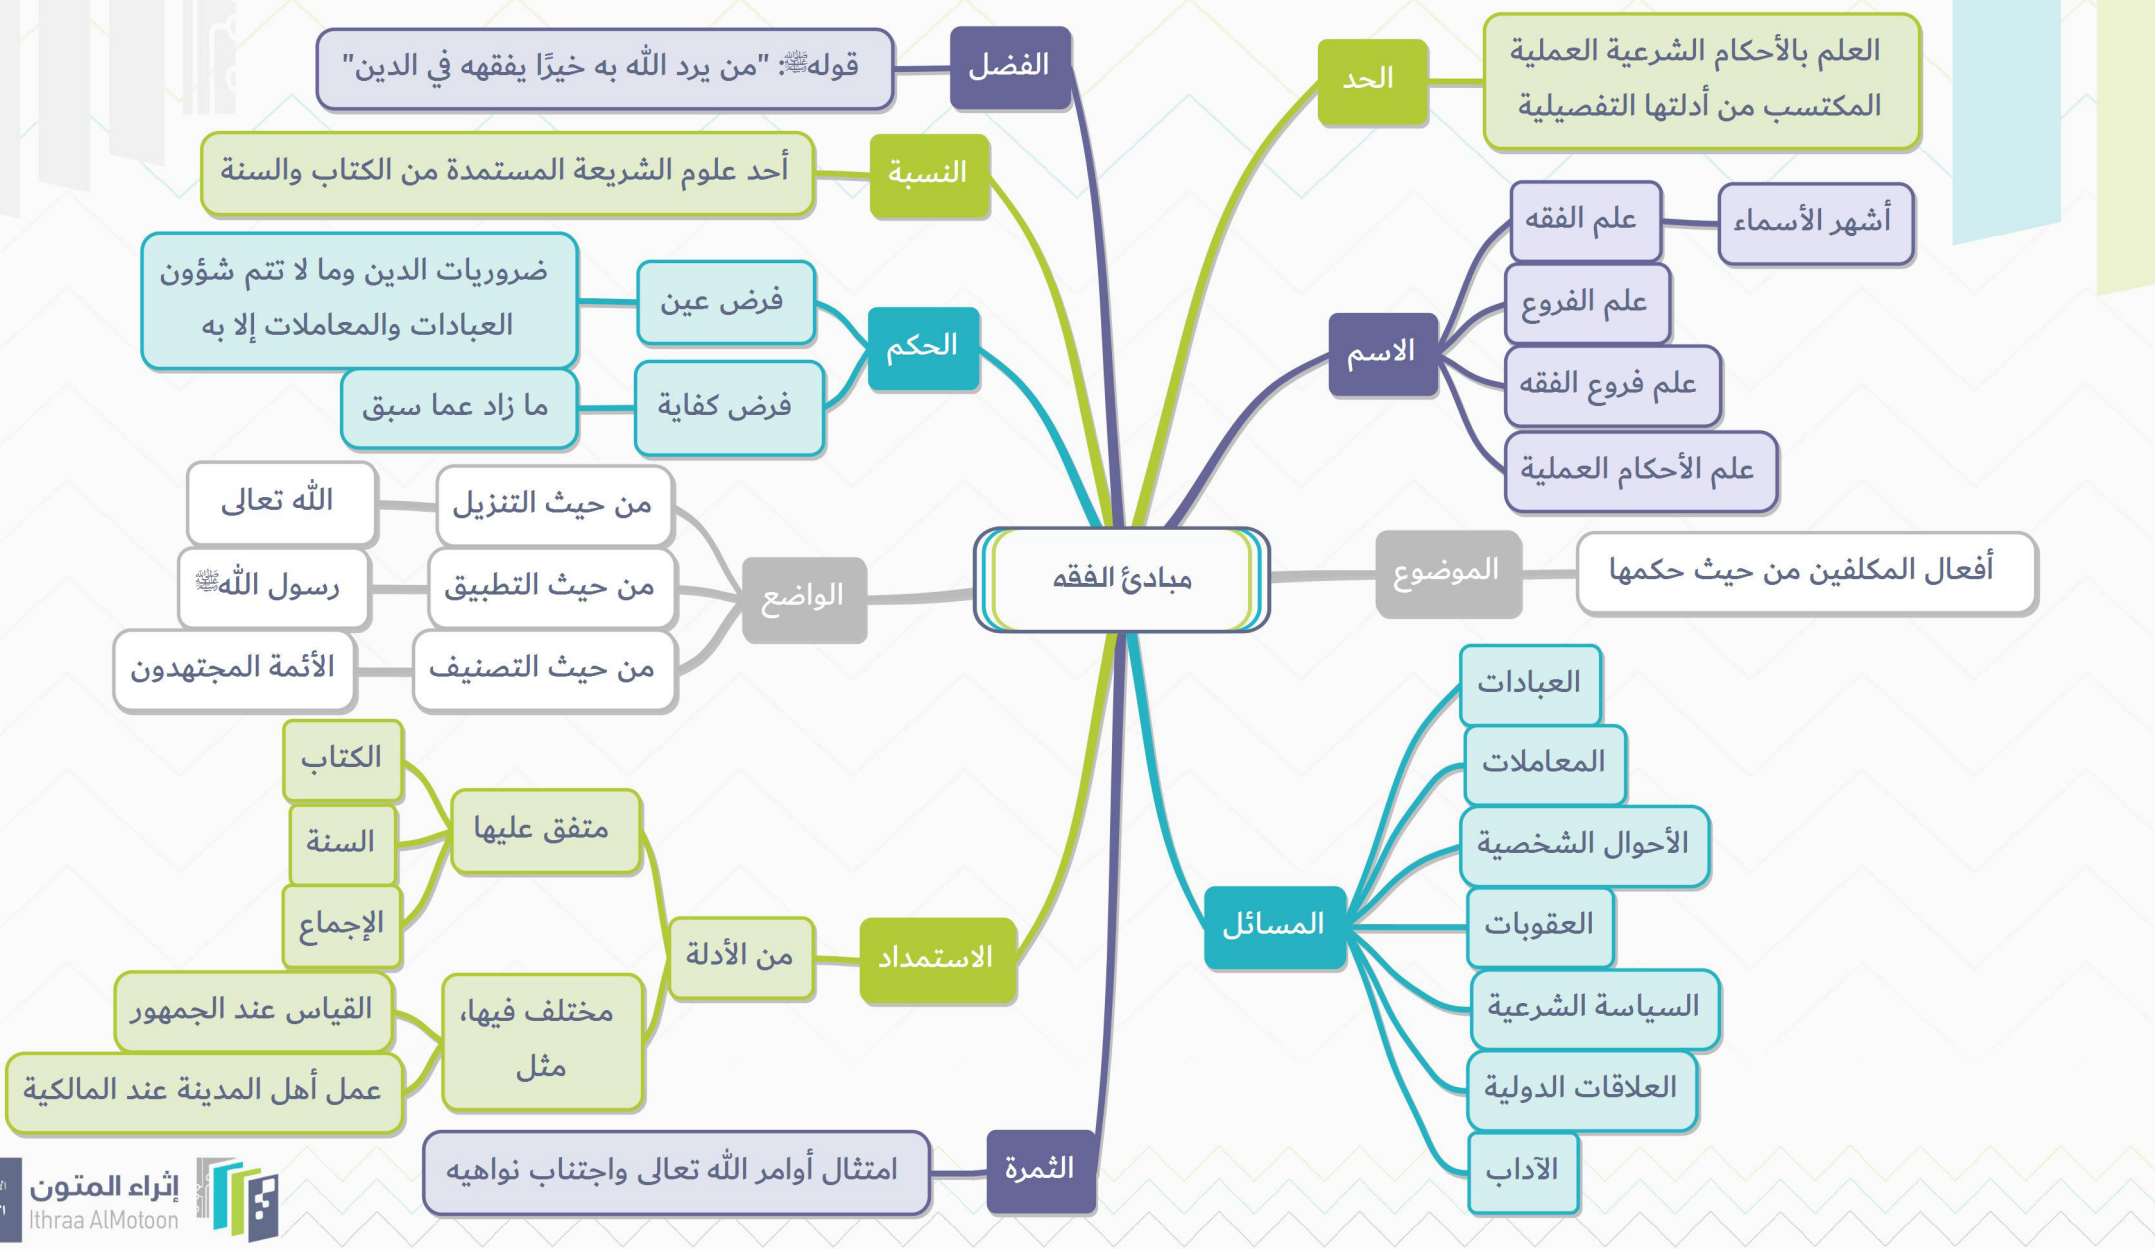 مبادئ الفقه
الحد
العلم بالأحكام الشرعية العملية
المكتسب من أدلتها التفصيلية
الاسم
علم الفقه
أشهر الأسماء
علم الفروع
علم فروع الفقه
علم الأحكام العملية
الموضوع
أفعال المكلفين من حيث حكمها
المسائل
العبادات
المعاملات
الأحوال الشخصية
العقوبات
السياسة الشرعية
العلاقات الدولية
الآداب
الفضل
قولهﷺ: "من يرد الله به خيرًا يفقهه في الدين"
النسبة
أحد علوم الشريعة المستمدة من الكتاب والسنة
الحكم
فرض عين
ضروريات الدين وما لا تتم شؤون
العبادات والمعاملات إلا به
فرض كفاية
ما زاد عما سبق
الواضع
من حيث التنزيل
الله تعالى
من حيث التطبيق
رسول اللهﷺ
من حيث التصنيف
الأئمة المجتهدون
الاستمداد
من الأدلة
متفق عليها
الكتاب
السنة
الإجماع
مختلف فيها،
مثل
القياس عند الجمهور
عمل أهل المدينة عند المالكية
الثمرة
امتثال أوامر الله تعالى واجتناب نواهيه
إثراء المتون
Ithraa AlMotoon